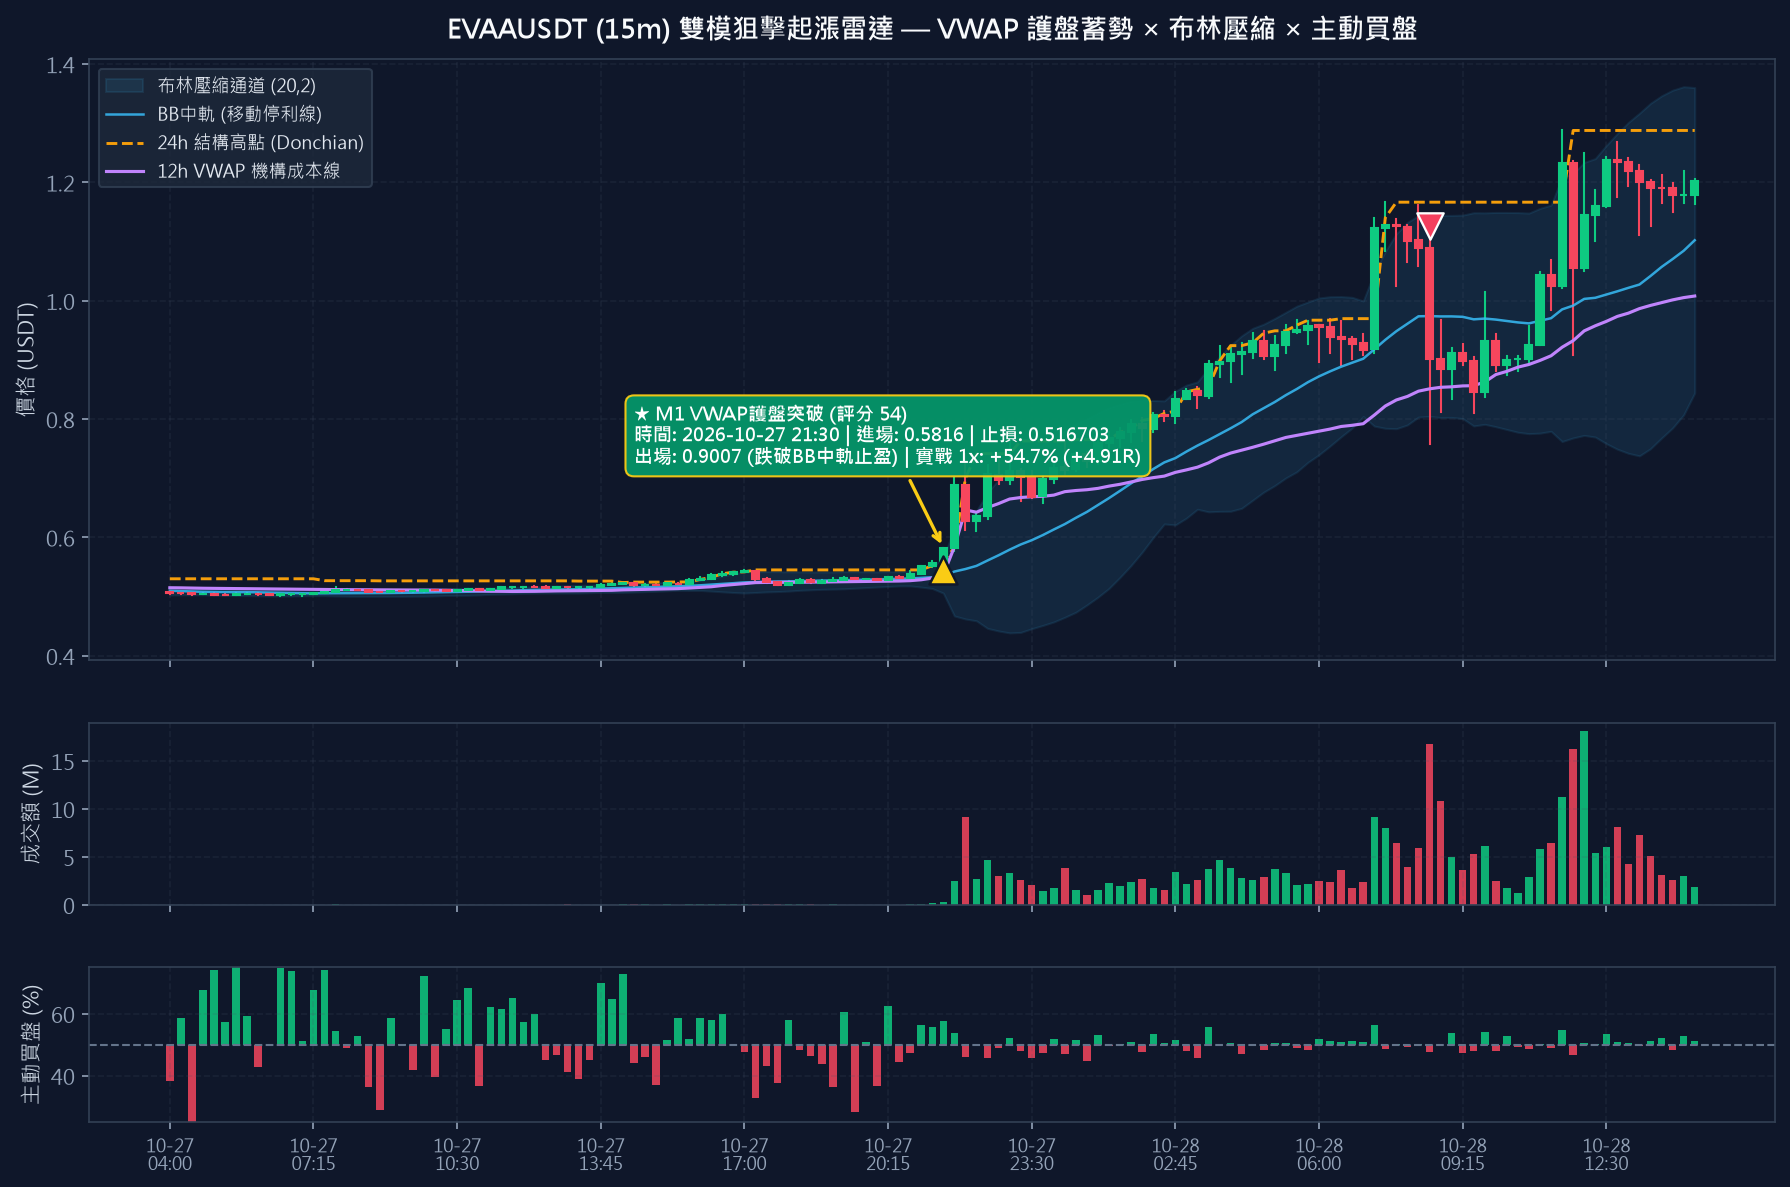 EVAAUSDT (15m) 雙模狙擊起漲雷達 — VWAP 護盤蓄勢 × 布林壓縮 × 主動買盤
布林壓縮通道 (20,2)
BB中軌 (移動停利線)
24h 結構高點 (Donchian)
12h VWAP 機構成本線
價格 (USDT)
1.4
1.2
1.0
0.8
0.6
0.4
★ M1 VWAP護盤突破 (評分 54)
時間: 2026-10-27 21:30 | 進場: 0.5816 | 止損: 0.516703
出場: 0.9007 (跌破BB中軌止盈) | 實戰 1x: +54.7% (+4.91R)
成交額 (M)
15
10
5
0
主動買盤 (%)
60
40
10-27 04:00
10-27 07:15
10-27 10:30
10-27 13:45
10-27 17:00
10-27 20:15
10-27 23:30
10-28 02:45
10-28 06:00
10-28 09:15
10-28 12:30